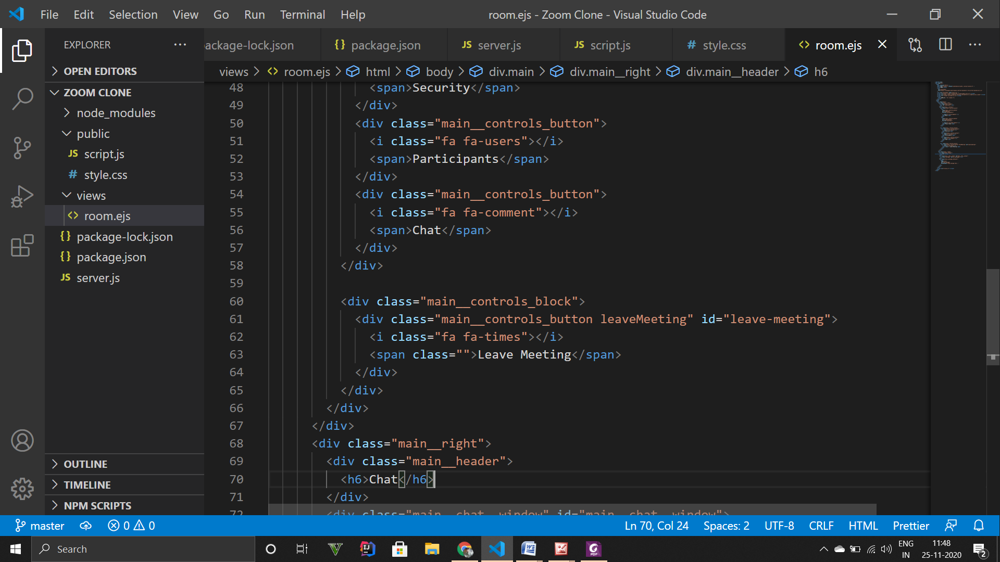 File Edit Selection View Go Run Terminal Help
room.ejs - Zoom Clone - Visual Studio Code
EXPLORER
ackage-lock.json {} package.json JS server.js JS script.js # style.css <> room.ejs
OPEN EDITORS
views > <> room.ejs > html > body > div.main > div.main__right > div.main__header > h6
ZOOM CLONE
node_modules
public
JS script.js
# style.css
views
<> room.ejs
{} package-lock.json
{} package.json
JS server.js
OUTLINE
TIMELINE
NPM SCRIPTS
48 <span>Security</span>
49 </div>
50 <div class="main__controls_button">
51 <i class="fa fa-users"></i>
52 <span>Participants</span>
53 </div>
54 <div class="main__controls_button">
55 <i class="fa fa-comment"></i>
56 <span>Chat</span>
57 </div>
58 </div>
59
60 <div class="main__controls_block">
61 <div class="main__controls_button leaveMeeting" id="leave-meeting">
62 <i class="fa fa-times"></i>
63 <span class="">Leave Meeting</span>
64 </div>
65 </div>
66 </div>
67 </div>
68 <div class="main__right">
69 <div class="main__header">
70 <h6>Chat</h6>
71 </div>
72 <div class="main__chat__window" id="main__chat__window">
master 0 0 Ln 70, Col 24 Spaces: 2 UTF-8 CRLF HTML Prettier
Search
ENG
IN
11:48
25-11-2020
2